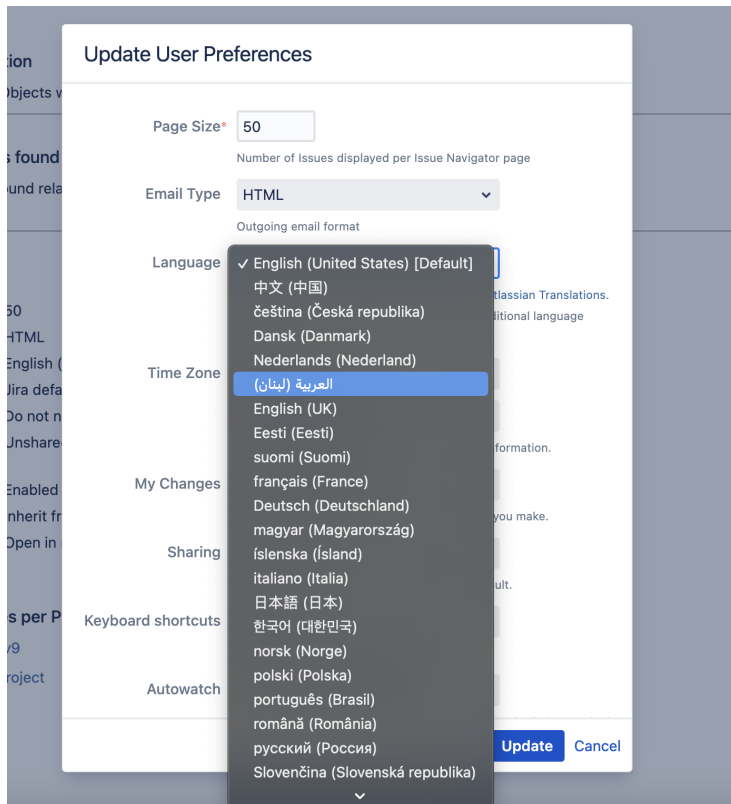 Update User Preferences
tion
Objects w
s found
ound rela
Page Size*
50
Number of Issues displayed per Issue Navigator page
Email Type
HTML
Outgoing email format
Language
✓ English (United States) [Default]
tlassian Translations.
ditional language
中文 (中国)
čeština (Česká republika)
Dansk (Danmark)
Nederlands (Nederland)
Time Zone
العربية (لبنان)
English (UK)
Eesti (Eesti)
suomi (Suomi)
formation.
français (France)
My Changes
Deutsch (Deutschland)
you make.
magyar (Magyarország)
íslenska (Ísland)
Sharing
italiano (Italia)
ult.
日本語 (日本)
Keyboard shortcuts
한국어 (대한민국)
norsk (Norge)
polski (Polska)
Autowatch
português (Brasil)
română (România)
русский (Россия)
Slovenčina (Slovenská republika)
50
HTML
English (
Jira defa
Do not n
Unshare
Enabled
nherit fr
Open in
s per P
v9
roject
Update
Cancel